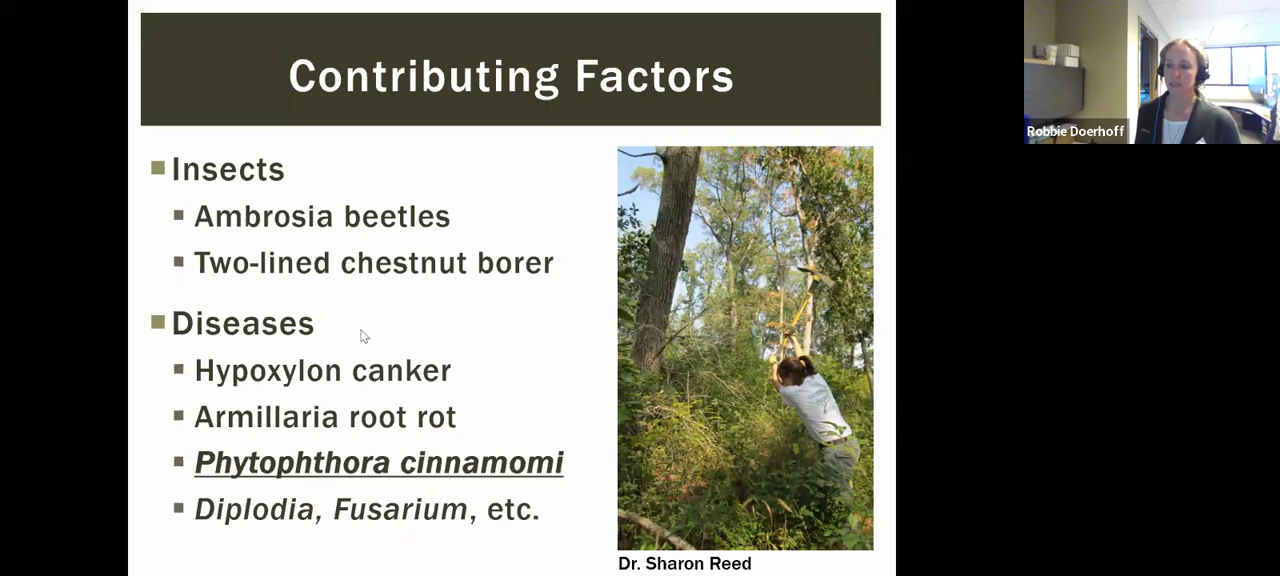 Contributing Factors
Robbie Doerhoff
Insects
Ambrosia beetles
Two-lined chestnut borer
Diseases
Hypoxylon canker
Armillaria root rot
Phytophthora cinnamomi
Diplodia, Fusarium, etc.
Dr. Sharon Reed